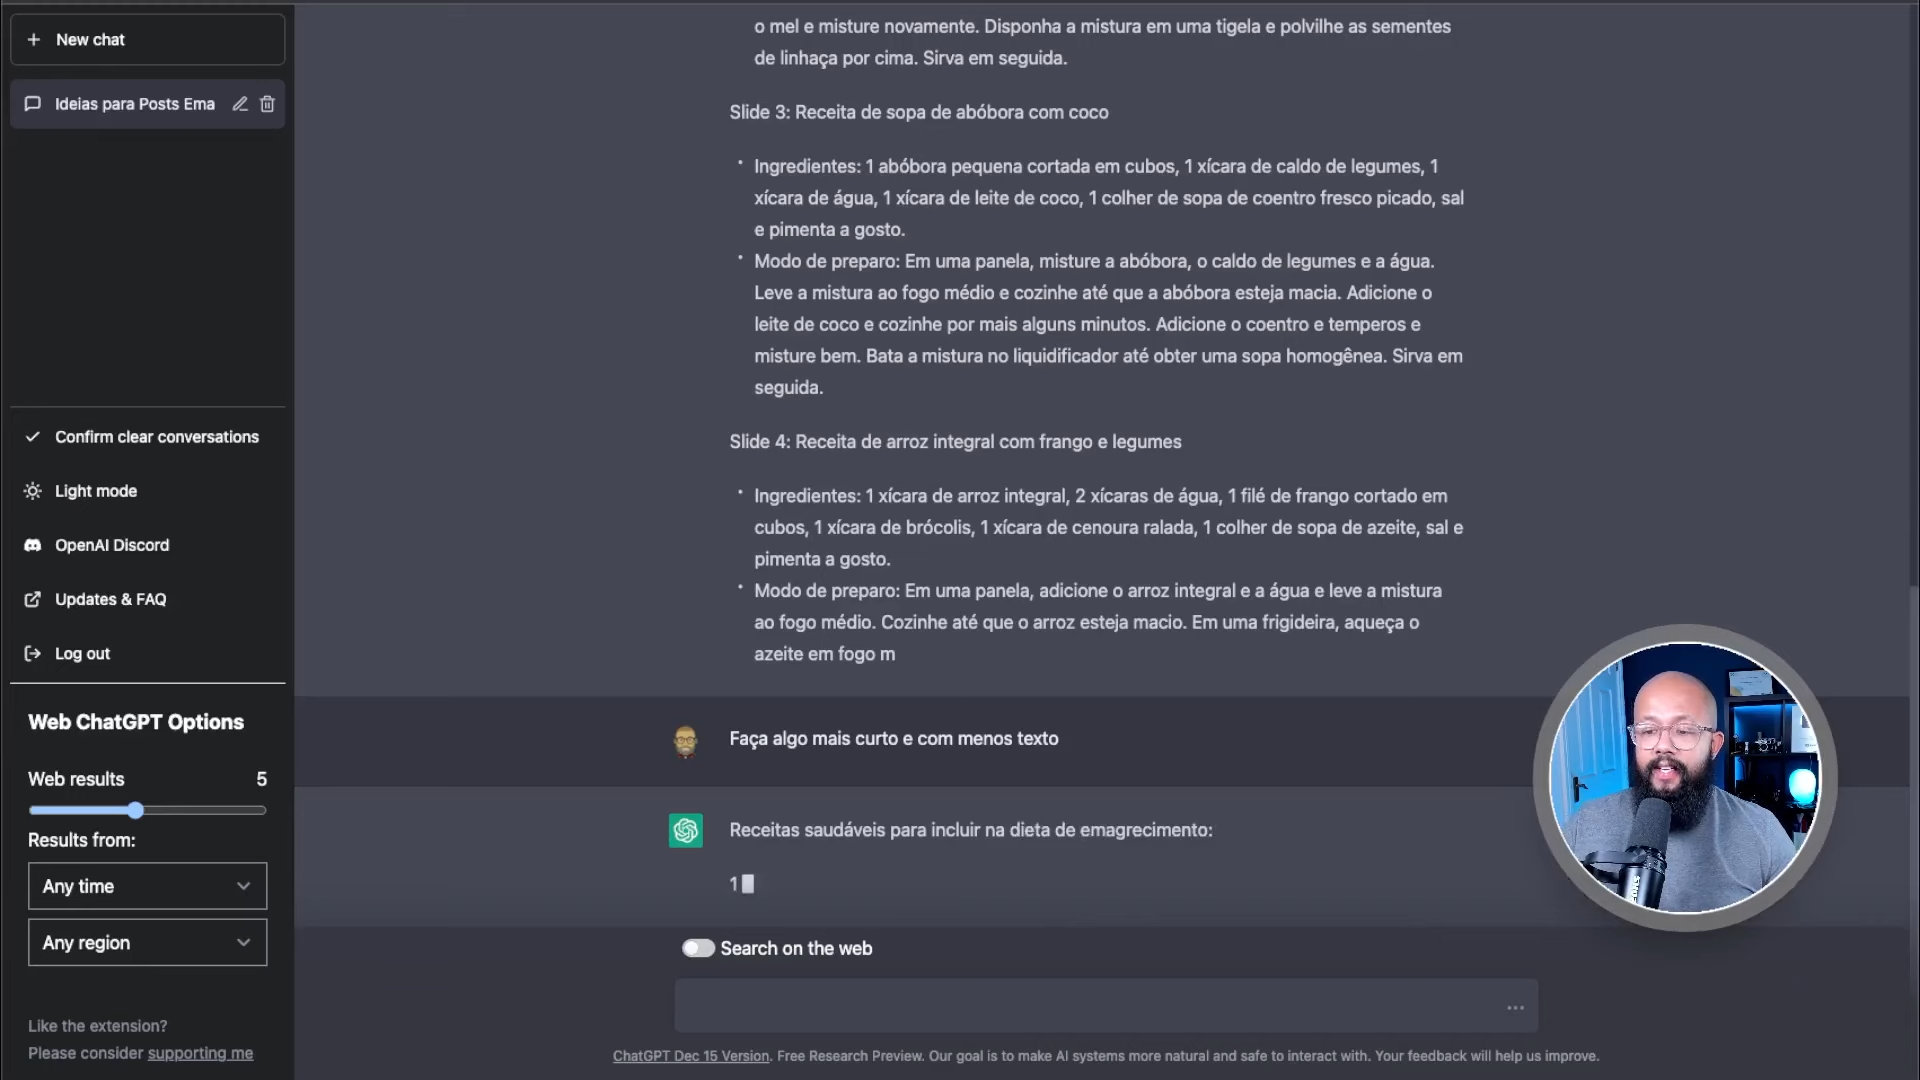 New chat
Ideias para Posts Ema
Confirm clear conversations
Light mode
OpenAI Discord
Updates & FAQ
Log out
Web ChatGPT Options
Web results 5
Results from:
Any time
Any region
Like the extension?
Please consider supporting me
o mel e misture novamente. Disponha a mistura em uma tigela e polvilhe as sementes
de linhaça por cima. Sirva em seguida.
Slide 3: Receita de sopa de abóbora com coco
• Ingredientes: 1 abóbora pequena cortada em cubos, 1 xícara de caldo de legumes, 1
xícara de água, 1 xícara de leite de coco, 1 colher de sopa de coentro fresco picado, sal
e pimenta a gosto.
• Modo de preparo: Em uma panela, misture a abóbora, o caldo de legumes e a água.
Leve a mistura ao fogo médio e cozinhe até que a abóbora esteja macia. Adicione o
leite de coco e cozinhe por mais alguns minutos. Adicione o coentro e temperos e
misture bem. Bata a mistura no liquidificador até obter uma sopa homogênea. Sirva em
seguida.
Slide 4: Receita de arroz integral com frango e legumes
• Ingredientes: 1 xícara de arroz integral, 2 xícaras de água, 1 filé de frango cortado em
cubos, 1 xícara de brócolis, 1 xícara de cenoura ralada, 1 colher de sopa de azeite, sal e
pimenta a gosto.
• Modo de preparo: Em uma panela, adicione o arroz integral e a água e leve a mistura
ao fogo médio. Cozinhe até que o arroz esteja macio. Em uma frigideira, aqueça o
azeite em fogo m
Faça algo mais curto e com menos texto
Receitas saudáveis para incluir na dieta de emagrecimento:
1
Search on the web
ChatGPT Dec 15 Version. Free Research Preview. Our goal is to make AI systems more natural and safe to interact with. Your feedback will help us improve.